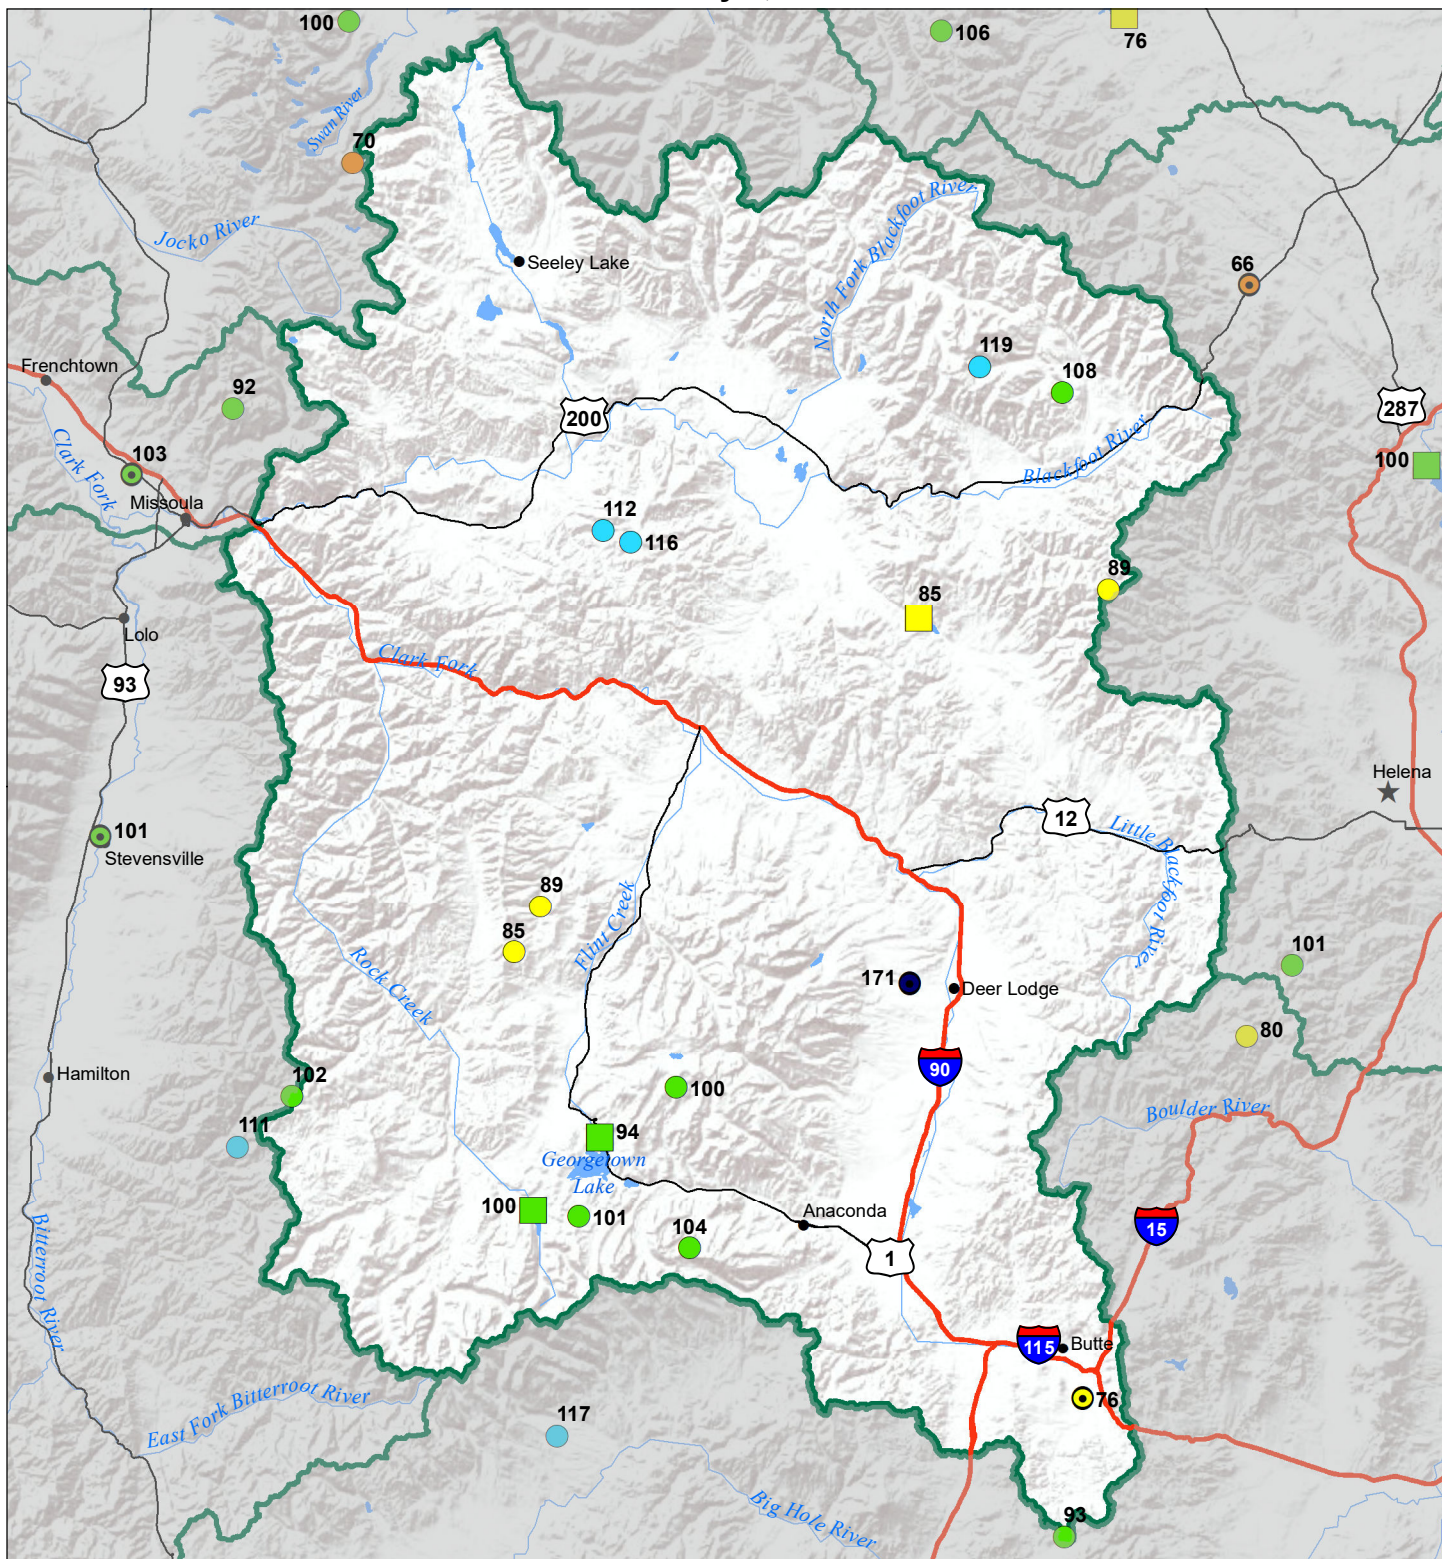 100
106
76
Swan River
70
Jocko River
North Fork Blackfoot River
Seeley Lake
66
Frenchtown
119
108
92
200
287
Clark Fork
103
Blackfoot River
100
Missoula
112
116
89
85
Lolo
Clark Fork
93
Helena
12
Little Blackfoot River
101
Stevensville
89
Flint Creek
85
Rock Creek
101
171
Deer Lodge
80
90
Hamilton
102
100
Boulder River
111
94
Georgetown
Lake
100
101
Anaconda
104
15
1
Bitterroot River
115
Butte
East Fork Bitterroot River
76
117
Big Hole River
93